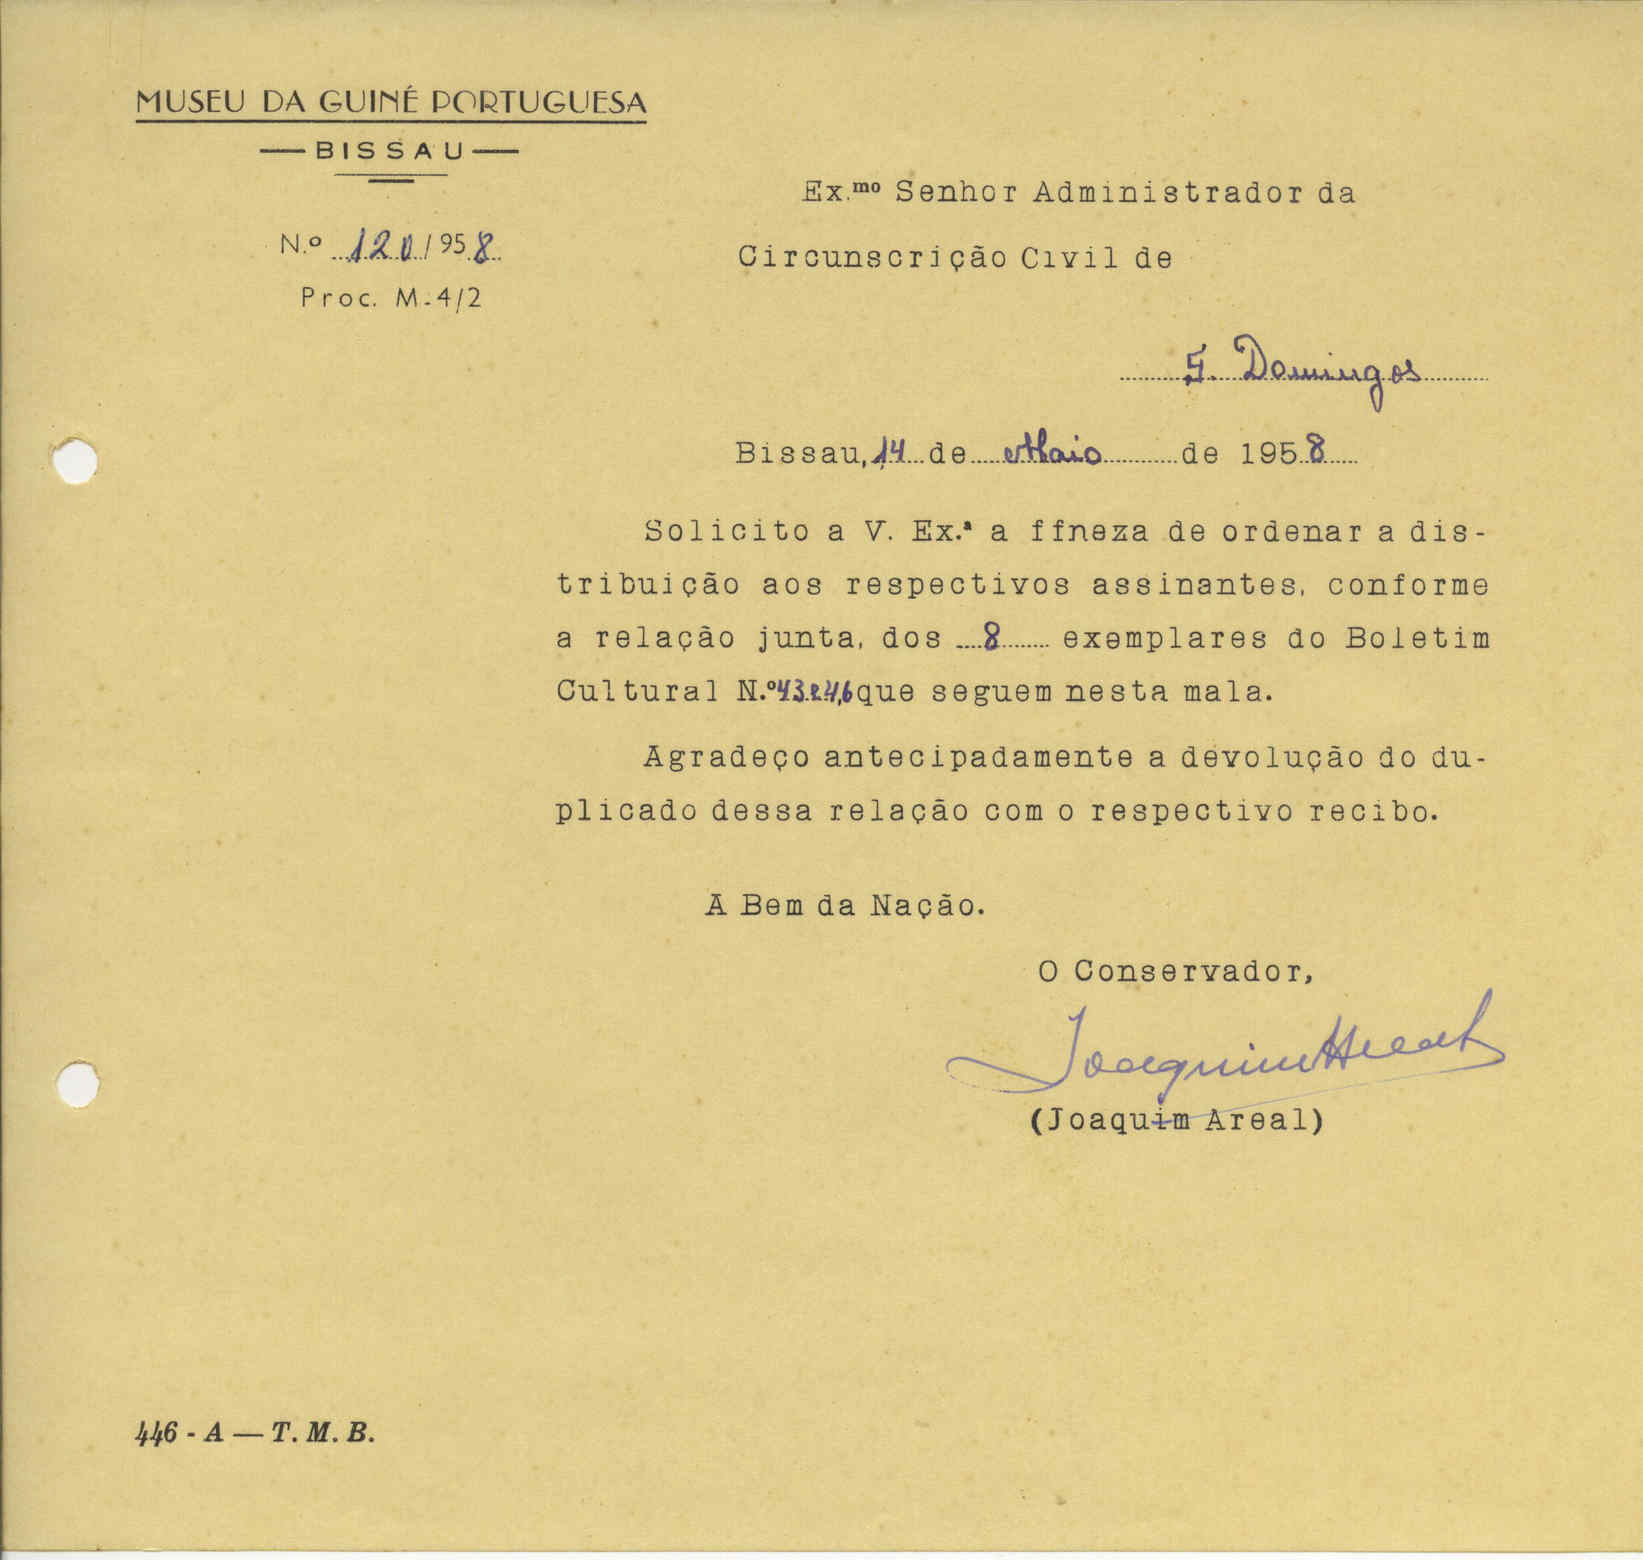 MUSEU DA GUINÉ PORTUGUESA
— BISSAU —
N.º 120/958
Proc. M-4/2
Ex.mo Senhor Administrador da
Circunscrição Civil de
S. Domingos
Bissau, 14 de Maio de 1958
Solicito a V. Ex.ª a ffneza de ordenar a dis-
tribuição aos respectivos assinantes, conforme
a relação junta, dos 8 exemplares do Boletim
Cultural N.º 43 e 46 que seguem nesta mala.
Agradeço antecipadamente a devolução do du-
plicado dessa relação com o respectivo recibo.
A Bem da Nação.
O Conservador,
Joaquim Areal
(Joaquim Areal)
446 - A — T. M. B.